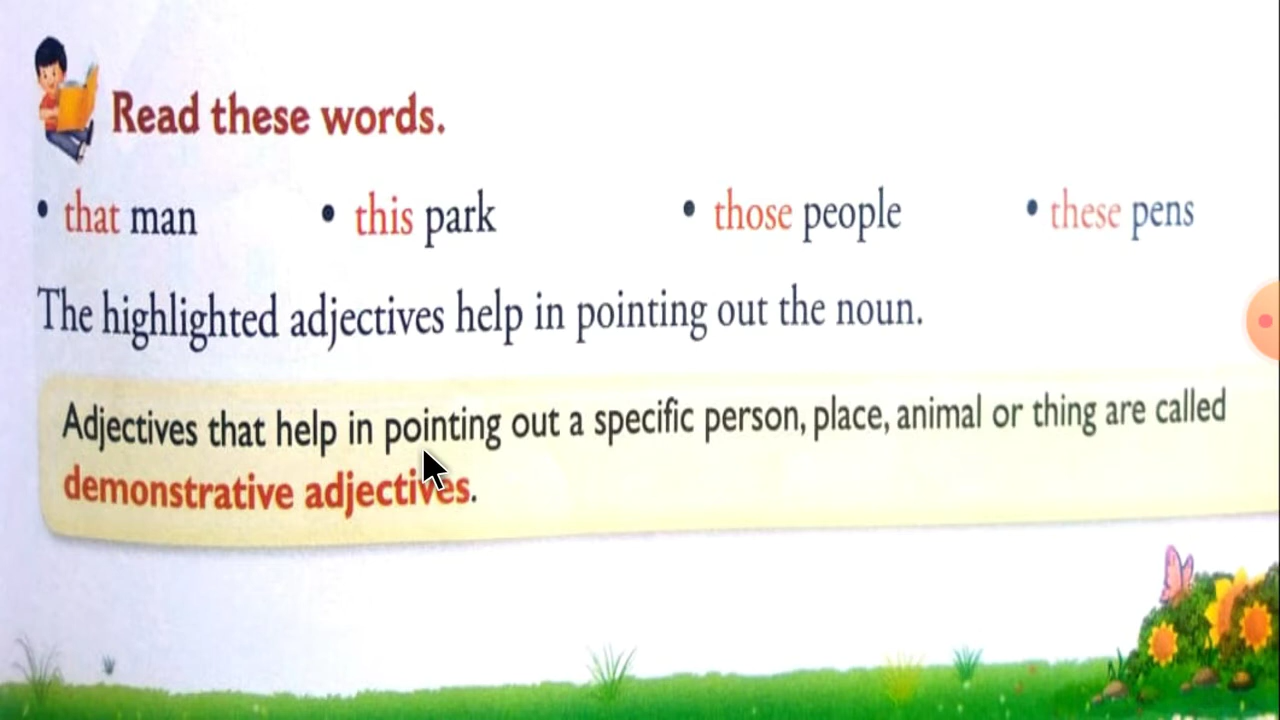 Read these words.
• that man • this park • those people • these pens
The highlighted adjectives help in pointing out the noun.
Adjectives that help in pointing out a specific person, place, animal or thing are called
demonstrative adjectives.